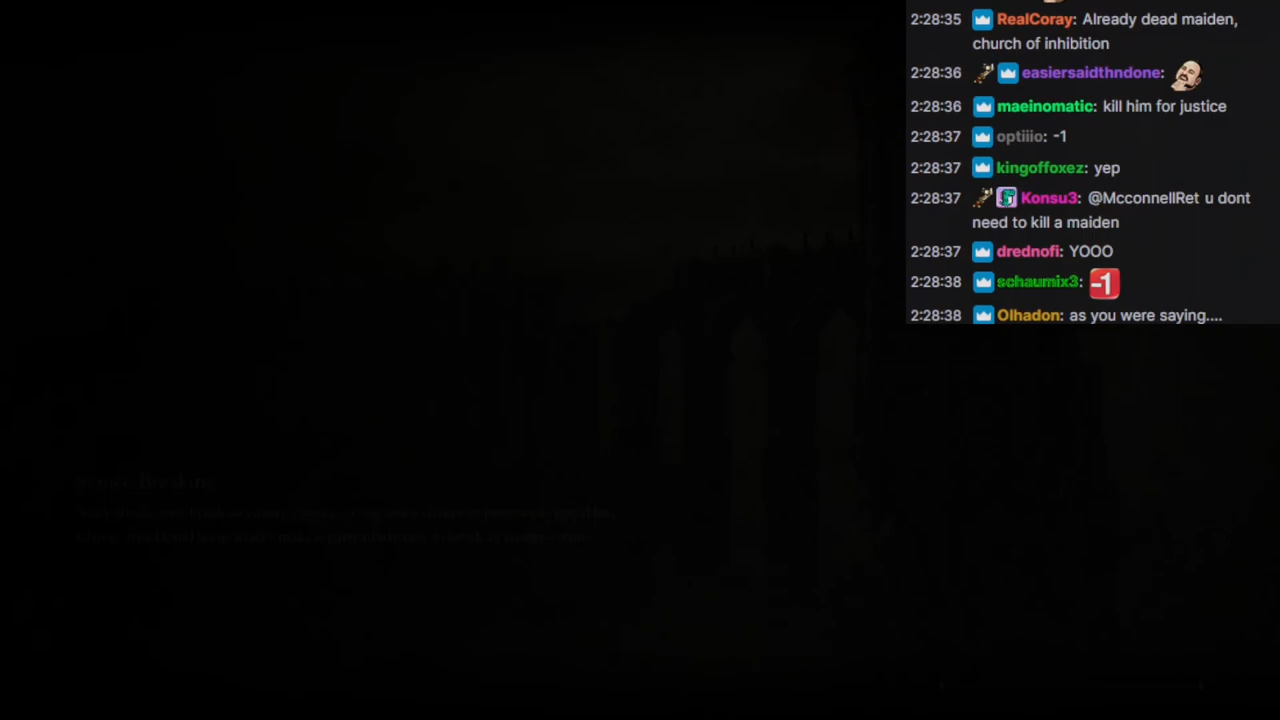 2:28:35 RealCoray: Already dead maiden,
church of inhibition
2:28:36 easiersaidthndone:
2:28:36 maeinomatic: kill him for justice
2:28:37 optiiio: -1
2:28:37 kingoffoxez: yep
2:28:37 Konsu3: @McconnellRet u dont
need to kill a maiden
2:28:37 drednofi: YOOO
2:28:38 schaumix3: -1
2:28:38 Olhadon: as you were saying....